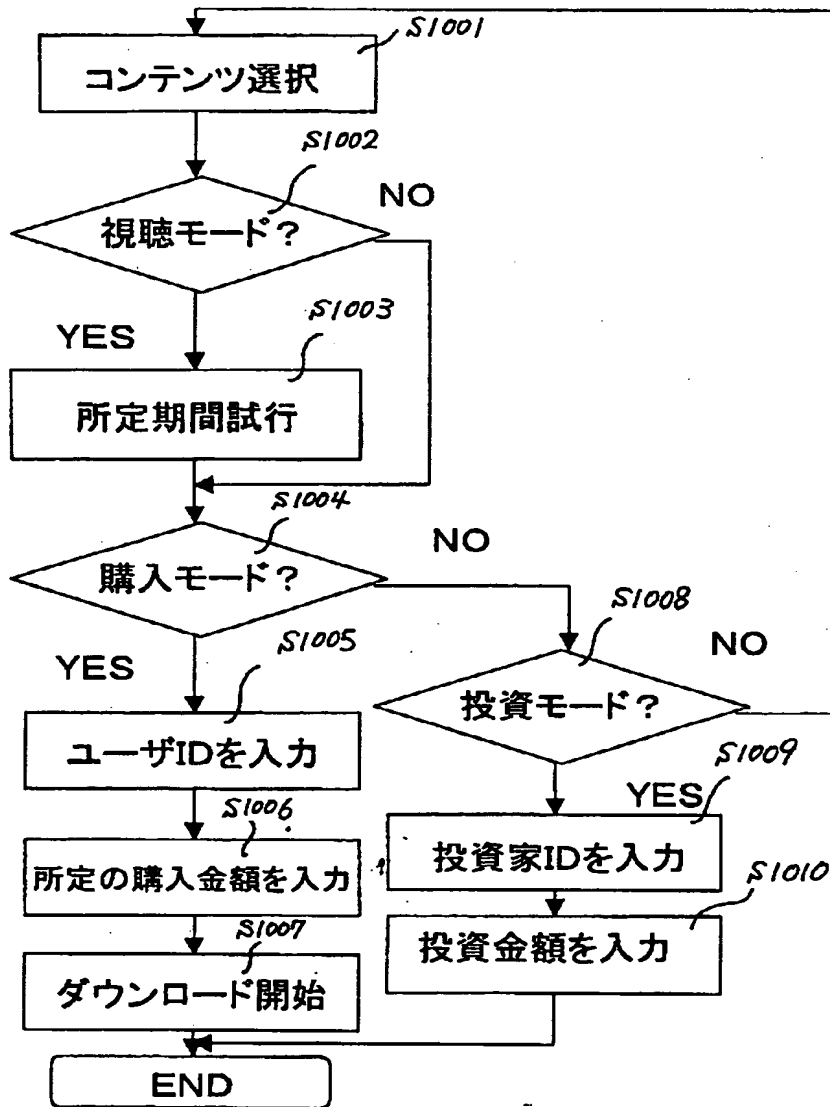 S1001
コンテンツ選択
S1002
視聴モード?
NO
YES
S1003
所定期間試行
S1004
購入モード?
NO
YES
S1005
ユーザIDを入力
S1006
所定の購入金額を入力
S1007
ダウンロード開始
S1008
投資モード?
NO
YES
S1009
投資家IDを入力
S1010
投資金額を入力
END